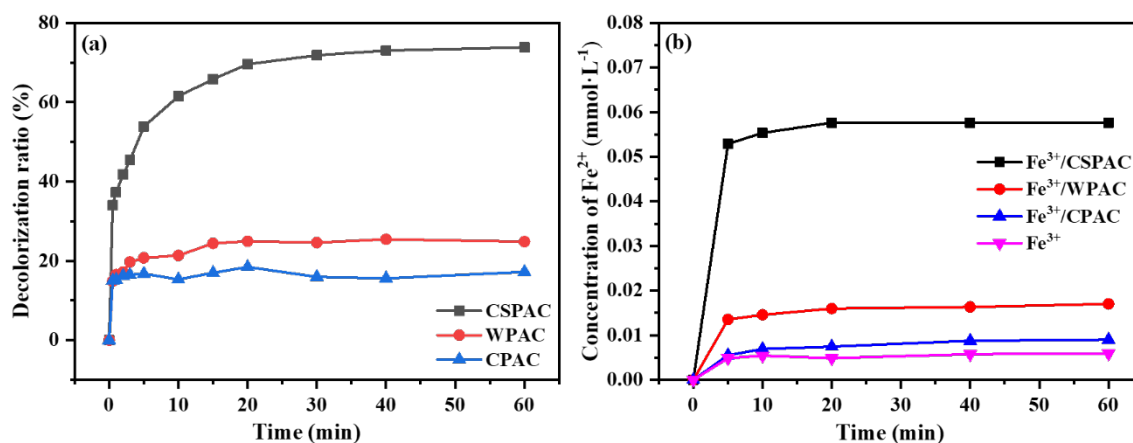 (a)
Decolorization ratio (%)
80
60
40
20
0
0 10 20 30 40 50 60
Time (min)
CSPAC
WPAC
CPAC
(b)
Concentration of Fe²⁺ (mmol·L⁻¹)
0.08
0.07
0.06
0.05
0.04
0.03
0.02
0.01
0.00
0 10 20 30 40 50 60
Time (min)
Fe³⁺/CSPAC
Fe³⁺/WPAC
Fe³⁺/CPAC
Fe³⁺